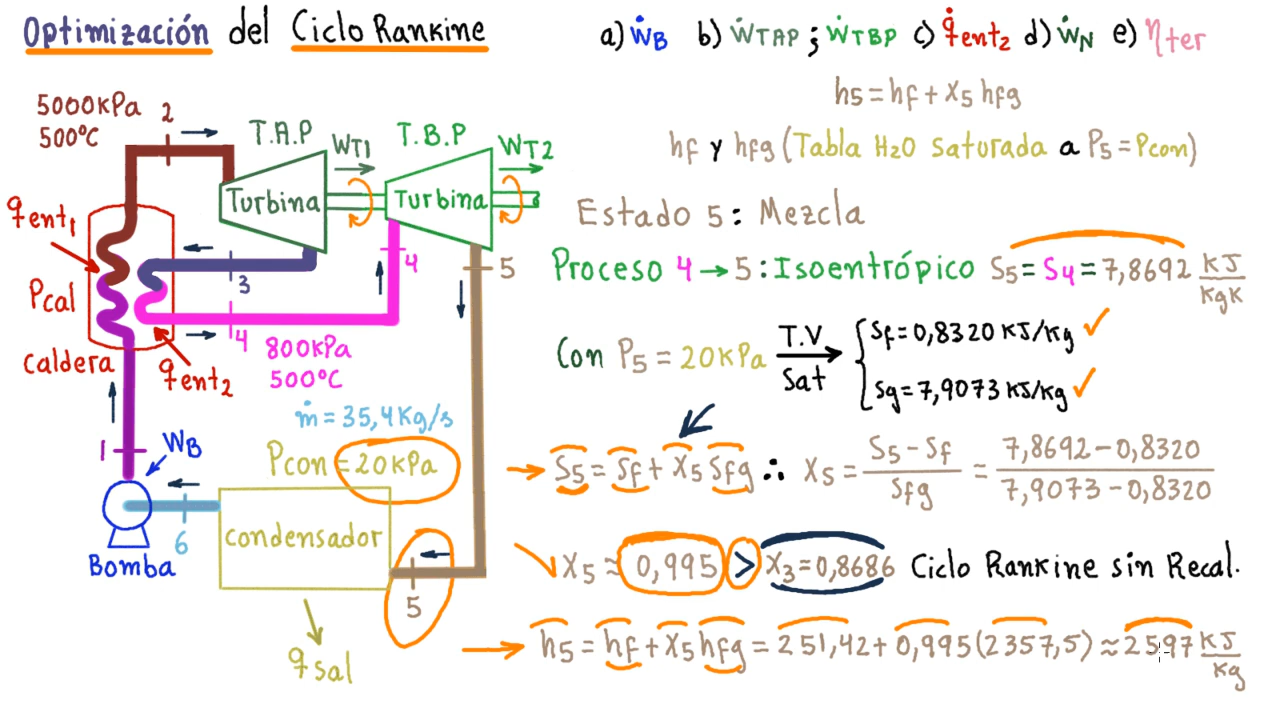 Optimización del Ciclo Rankine
a) ẆB b) ẆTAP ; ẆTBP c) q̇ent2 d) ẆN e) ηter
h5 = hf + X5 hfg
hf y hfg (Tabla H2O Saturada a P5 = Pcon)
5000kPa
500°C
2
T.A.P
T.B.P
WT1
WT2
Turbina
Turbina
qent1
Pcal
caldera
3
4
4
5
qent2
800kPa
500°C
ṁ = 35,4 Kg/s
1
WB
Pcon = 20kPa
Bomba
6
condensador
5
qsal
Estado 5: Mezcla
Proceso 4 → 5: Isoentrópico S5 = S4 = 7,8692 KJ/KgK
Con P5 = 20kPa T.V Sat
Sf = 0,8320 KJ/Kg ✓
Sg = 7,9073 KJ/Kg ✓
→ S5 = Sf + X5 Sfg ∴ X5 = (S5 - Sf)/Sfg = (7,8692 - 0,8320)/(7,9073 - 0,8320)
X5 ≈ 0,995 > X3 = 0,8686 Ciclo Rankine sin Recal.
→ h5 = hf + X5 hfg = 251,42 + 0,995(2357,5) ≈ 2597 KJ/Kg